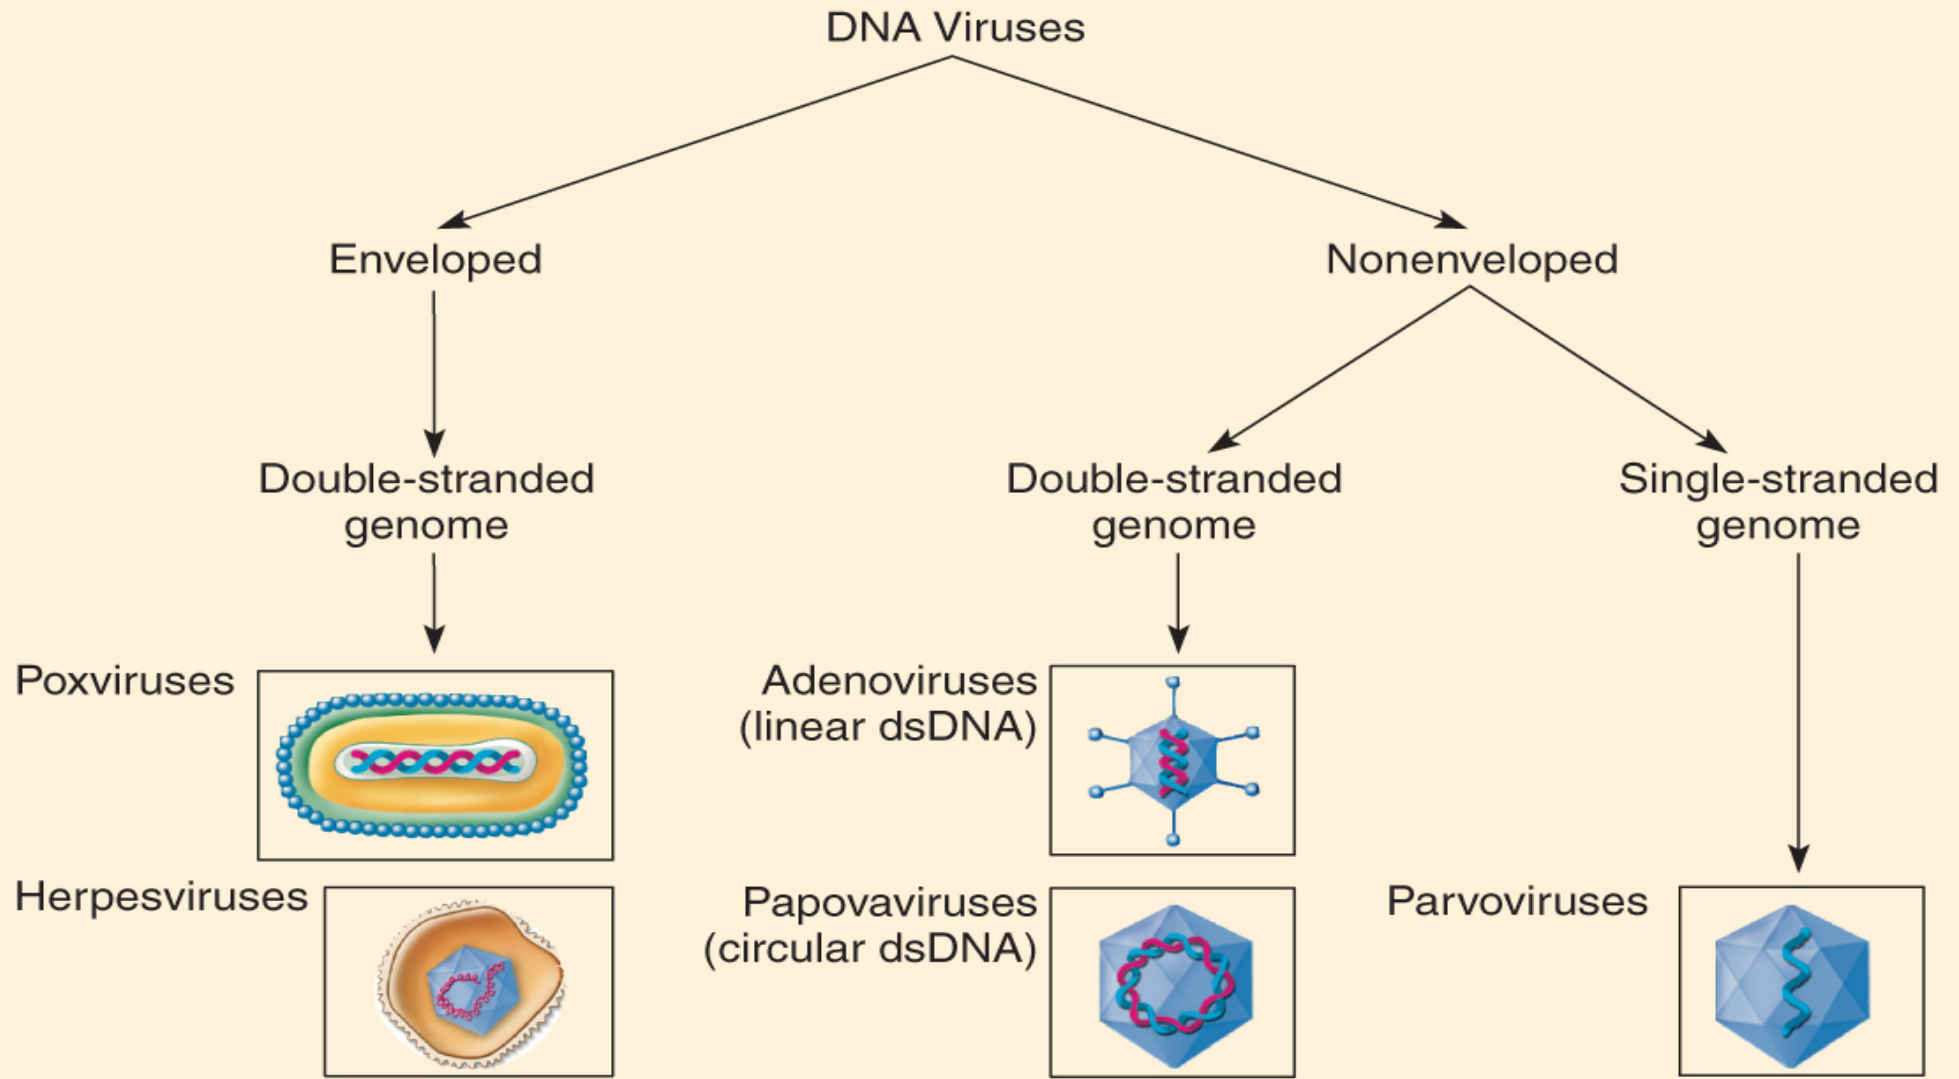 DNA Viruses
Enveloped
Nonenveloped
Double-stranded
genome
Double-stranded
genome
Single-stranded
genome
Poxviruses
Adenoviruses
(linear dsDNA)
Herpesviruses
Papovaviruses
(circular dsDNA)
Parvoviruses